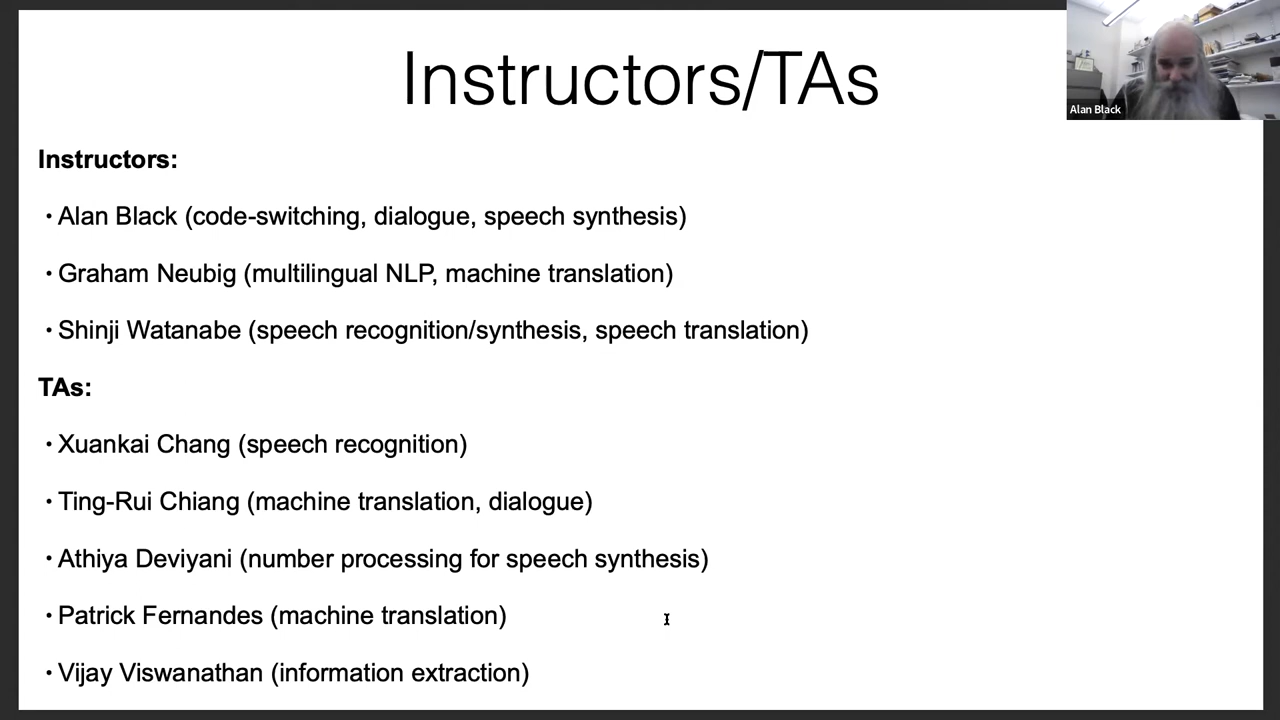 Instructors/TAs
Alan Black
Instructors:
• Alan Black (code-switching, dialogue, speech synthesis)
• Graham Neubig (multilingual NLP, machine translation)
• Shinji Watanabe (speech recognition/synthesis, speech translation)
TAs:
• Xuankai Chang (speech recognition)
• Ting-Rui Chiang (machine translation, dialogue)
• Athiya Deviyani (number processing for speech synthesis)
• Patrick Fernandes (machine translation)
• Vijay Viswanathan (information extraction)